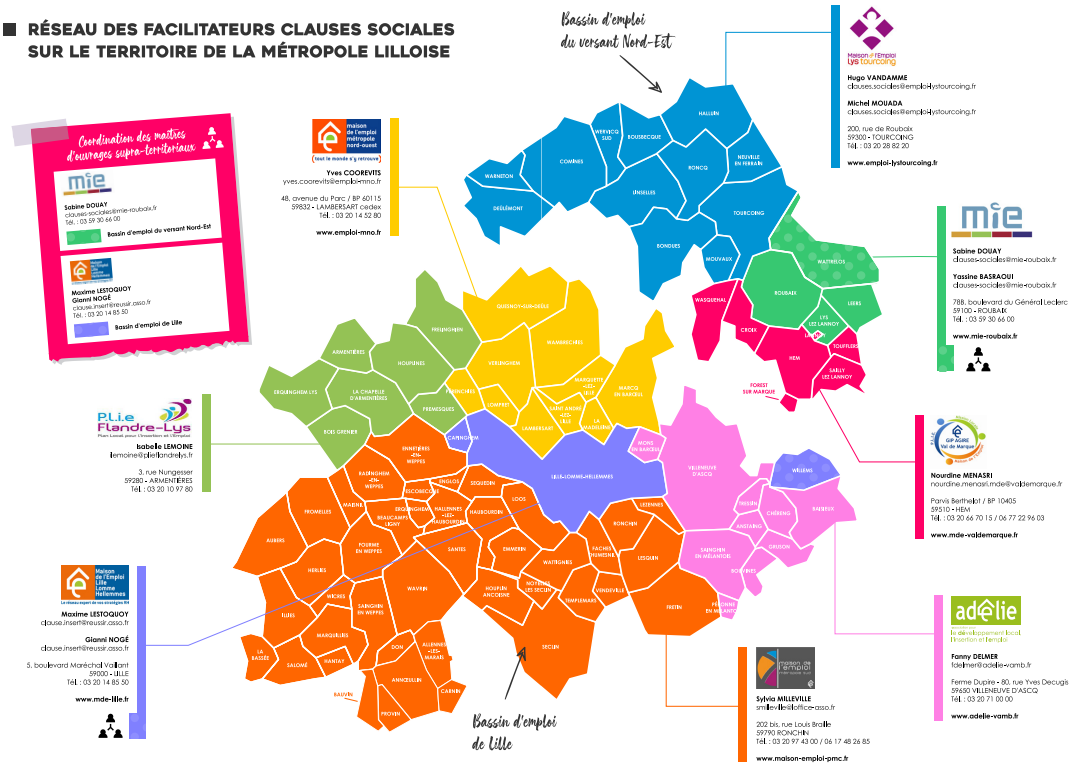 RÉSEAU DES FACILITATEURS CLAUSES SOCIALES
SUR LE TERRITOIRE DE LA MÉTROPOLE LILLOISE
Coordination des maîtres
d'ouvrages supra-territoriaux
mie
Sabine DOUAY
clauses-sociales@mie-roubaix.fr
Tél. : 03 59 30 66 00
Bassin d'emploi du versant Nord-Est
Maison
de l'Emploi
Lille
Lomme
Hellemmes
Maxime LESTOQUOY
Gianni NOGÉ
clause.insert@reussir.asso.fr
Tél. : 03 20 14 85 50
Bassin d'emploi de Lille
maison
de l'emploi
métropole
nord-ouest
(tout le monde s'y retrouve)
Yves COOREVITS
yves.coorevits@emploi-mno.fr
48, avenue du Parc / BP 60115
59832 - LAMBERSART cedex
Tél. : 03 20 14 52 80
www.emploi-mno.fr
Bassin d'emploi
du versant Nord-Est
Maison de l'Emploi
Lys tourcoing
Hugo VANDAMME
clauses.sociales@emploi-lystourcoing.fr
Michel MOUADA
clauses.sociales@emploi-lystourcoing.fr
200, rue de Roubaix
59300 - TOURCOING
Tél. : 03 20 28 82 20
www.emploi-lystourcoing.fr
mie
Sabine DOUAY
clauses-sociales@mie-roubaix.fr
Yassine BASRAOUI
clauses-sociales@mie-roubaix.fr
78B, boulevard du Général Leclerc
59100 - ROUBAIX
Tél. : 03 59 30 66 00
www.mie-roubaix.fr
P.L.i.e
Flandre-Lys
Plan Local pour l'Insertion et l'Emploi
Isabelle LEMOINE
ilemoine@plieflandrelys.fr
3, rue Nungesser
59280 - ARMENTIÈRES
Tél. : 03 20 10 97 80
GIP AGIRE
Val de Marque
Nourdine MENASRI
nourdine.menasri.mde@valdemarque.fr
Parvis Berthelot / BP 10405
59510 - HEM
Tél. : 03 20 66 70 15 / 06 77 22 96 03
www.mde-valdemarque.fr
Maison
de l'Emploi
Lille
Lomme
Hellemmes
La réseau expert de vos stratégies RH
Maxime LESTOQUOY
clause.insert@reussir.asso.fr
Gianni NOGÉ
clause.insert@reussir.asso.fr
5, boulevard Maréchal Vaillant
59000 - LILLE
Tél. : 03 20 14 85 50
www.mde-lille.fr
adélie
le développement local
l'insertion et l'emploi
Fanny DELMER
fdelmer@adelie-vamb.fr
Ferme Dupire - 80, rue Yves Decugis
59650 VILLENEUVE D'ASCQ
Tél. : 03 20 71 00 00
www.adelie-vamb.fr
maison de
l'emploi
métropole sud
Sylvia MILLEVILLE
smilleville@loffice-asso.fr
202 bis, rue Louis Braille
59790 RONCHIN
Tél. : 03 20 97 43 00 / 06 17 48 26 85
www.maison-emploi-pmc.fr
Bassin d'emploi
de Lille
HALLUIN
WERVICQ
SUD
BOUSBECQUE
COMINES
WARNETON
DEÛLÉMONT
LINSELLES
RONCQ
NEUVILLE
EN FERRAIN
TOURCOING
BONDUES
MOUVAUX
WATTRELOS
ROUBAIX
LEERS
LYS
LEZ LANNOY
WASQUEHAL
CROIX
HEM
TOUFFLERS
SAILLY
LEZ LANNOY
FOREST
SUR MARQUE
QUESNOY-SUR-DEÛLE
WAMBRECHIES
VERLINGHEM
MARQUETTE
-LEZ-
LILLE
MARCQ
EN BAROEUL
PÉRENCHIES
LOMPRET
LAMBERSART
SAINT ANDRÉ
-LEZ-
LILLE
LA
MADELEINE
FRELINGHIEN
ARMENTIÈRES
HOUPLINES
ERQUINGHEM LYS
LA CHAPELLE
D'ARMENTIÈRES
PREMESQUES
BOIS GRENIER
CAPINGHEM
LILLE-LOMME-HELLEMMES
MONS
EN BAROEUL
VILLENEUVE
D'ASCQ
WILLEMS
TRESSIN
CHÉRENG
BAISIEUX
ANSTAING
GRUSON
SAINGHIN
EN MÉLANTOIS
BOUVINES
PÉRONNE
EN MÉLANTOIS
ENNETIÈRES
-EN-
WEPPES
RADINGHEM
-EN-
WEPPES
ENGLOS
SEQUEDIN
ESCOBECQUES
LOOS
HALLENNES
-LEZ-
HAUBOURDIN
HAUBOURDIN
ERQUINGHEM
BEAUCAMPS
LIGNY
MAISNIL
FROMELLES
AUBERS
FOURNES
EN WEPPES
HERLIES
SANTES
EMMERIN
WATTIGNIES
FACHES
THUMESNIL
RONCHIN
LEZENNES
LESQUIN
FRETIN
VENDEVILLE
TEMPLEMARS
NOYELLES
LES SECLIN
HOUPLIN
ANCOISNE
SECLIN
WAVRIN
WICRES
SAINGHIN
EN WEPPES
ILLIES
MARQUILLIES
LA
BASSÉE
SALOMÉ
HANTAY
DON
ALLENNES
-LES-
MARAIS
ANNOEULLIN
CARNIN
BAUVIN
PROVIN